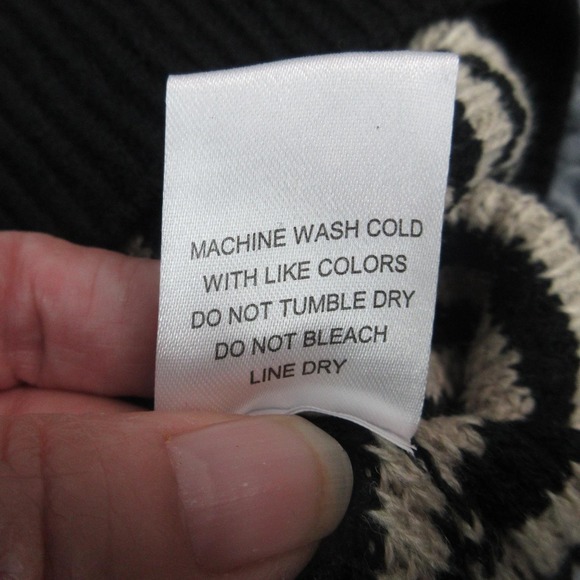 MACHINE WASH COLD
WITH LIKE COLORS
DO NOT TUMBLE DRY
DO NOT BLEACH
LINE DRY